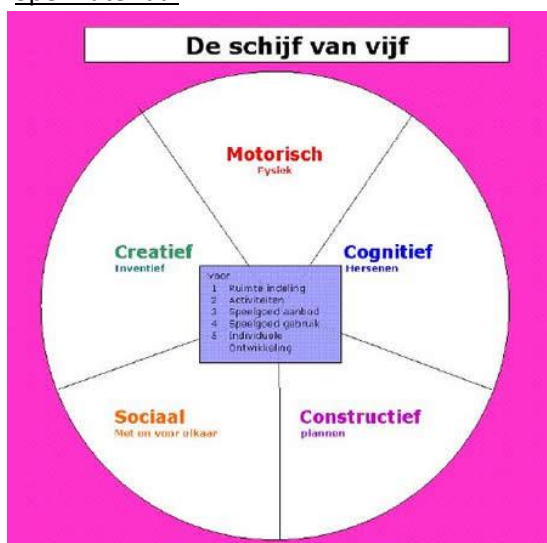 De schijf van vijf
Motorisch
Fysiek
Creatief
Inventief
Cognitief
Hersenen
voor
1 Ruimte indeling
2 Activiteiten
3 Speelgoed aanbod
4 Speelgoed gebruik
5 Individuele
Ontwikkeling
Sociaal
Met en voor elkaar
Constructief
plannen